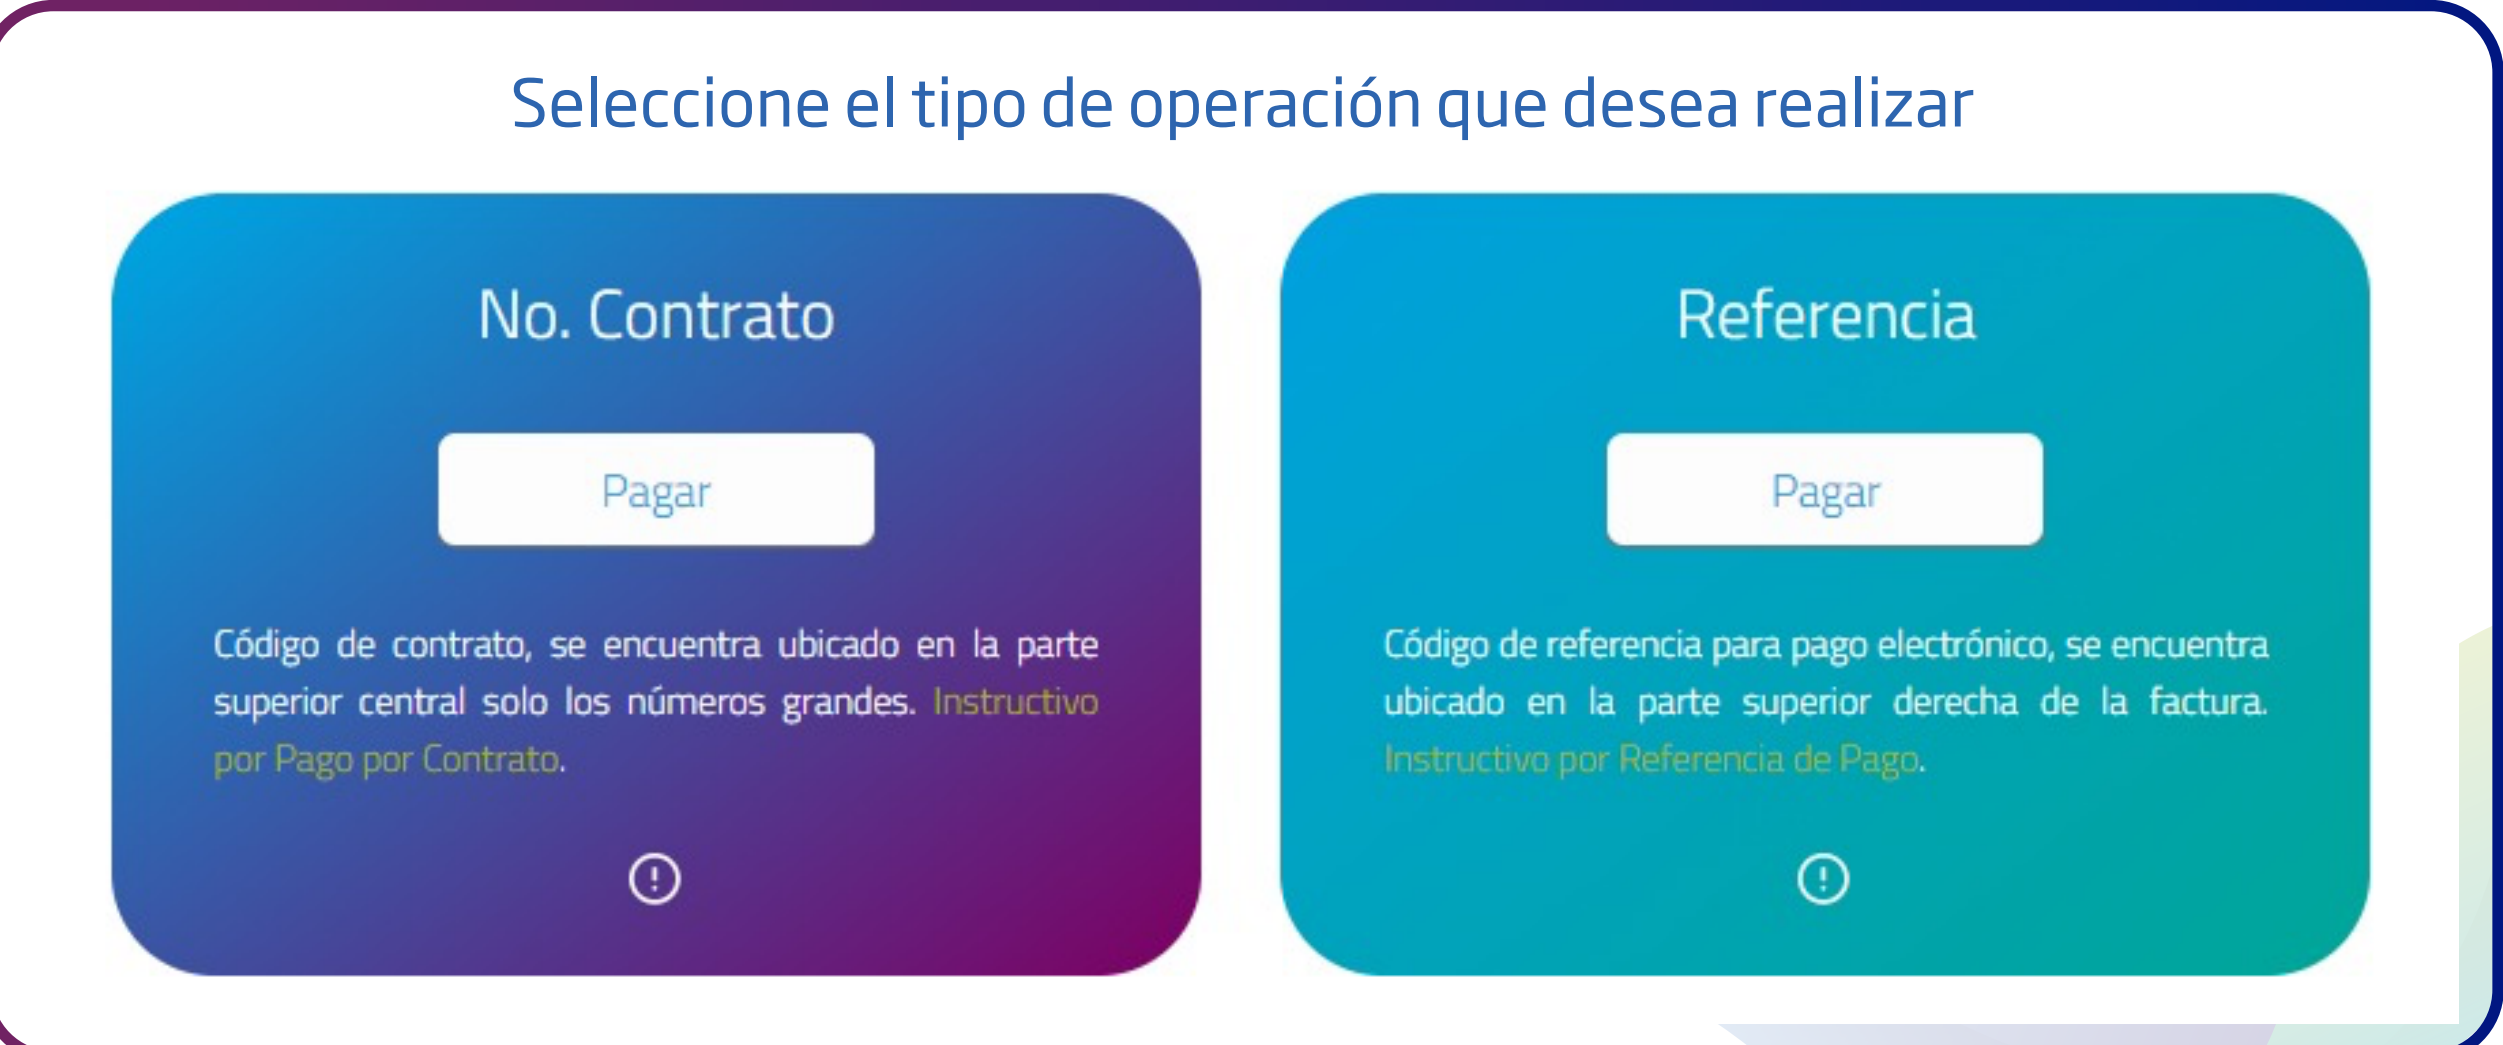 Seleccione el tipo de operación que desea realizar
No. Contrato
Pagar
Código de contrato, se encuentra ubicado en la parte
superior central solo los números grandes. Instructivo
por Pago por Contrato.
Referencia
Pagar
Código de referencia para pago electrónico, se encuentra
ubicado en la parte superior derecha de la factura.
Instructivo por Referencia de Pago.